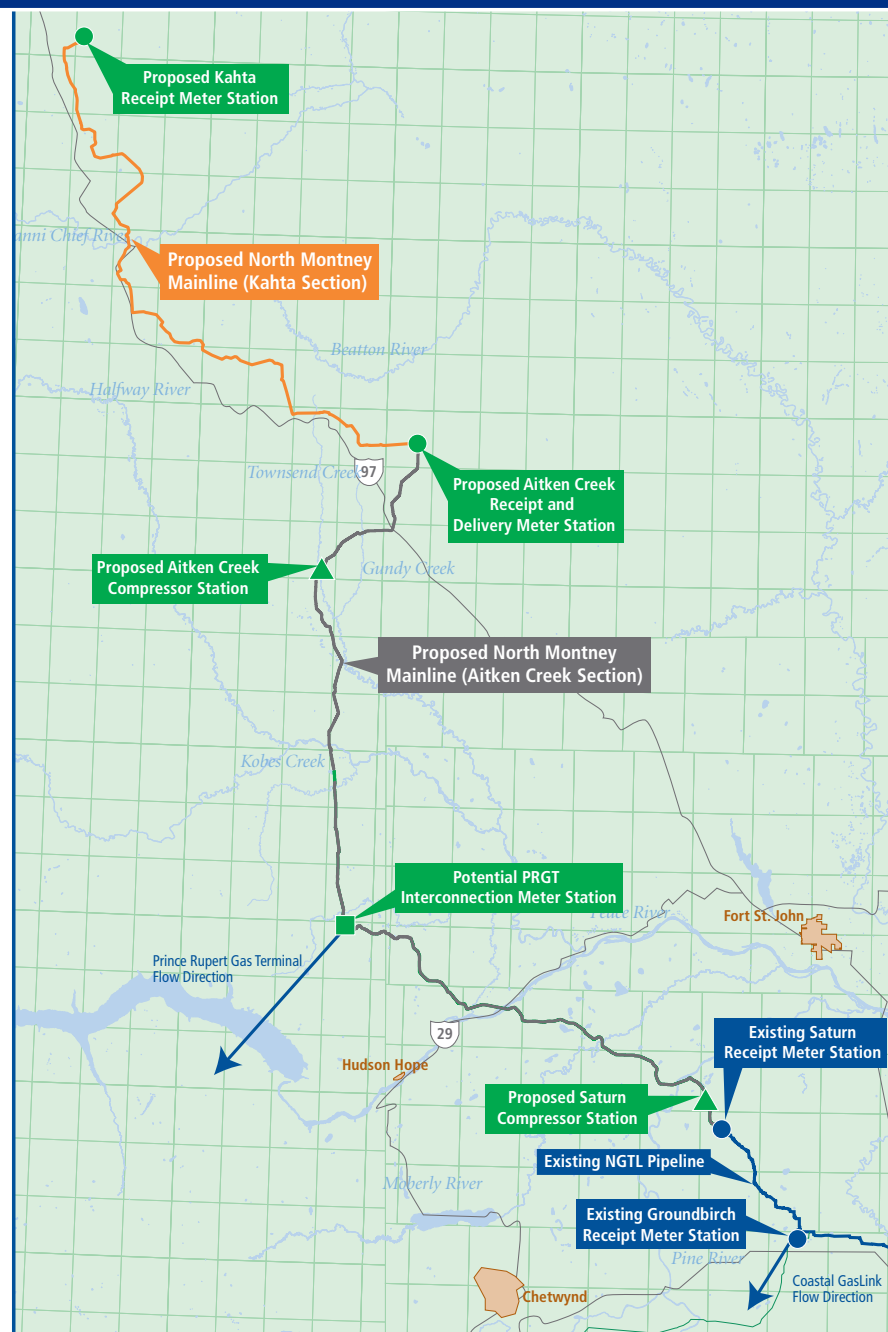 Proposed Kahta
Receipt Meter Station
anni Chief River
Proposed North Montney
Mainline (Kahta Section)
Beatton River
Halfway River
Townsend Creek
97
Proposed Aitken Creek
Receipt and
Delivery Meter Station
Proposed Aitken Creek
Compressor Station
Gundy Creek
Proposed North Montney
Mainline (Aitken Creek Section)
Kobes Creek
Potential PRGT
Interconnection Meter Station
Peace River
Fort St. John
Prince Rupert Gas Terminal
Flow Direction
29
Existing Saturn
Receipt Meter Station
Hudson Hope
Proposed Saturn
Compressor Station
Existing NGTL Pipeline
Moberly River
Existing Groundbirch
Receipt Meter Station
Pine River
Coastal GasLink
Flow Direction
Chetwynd